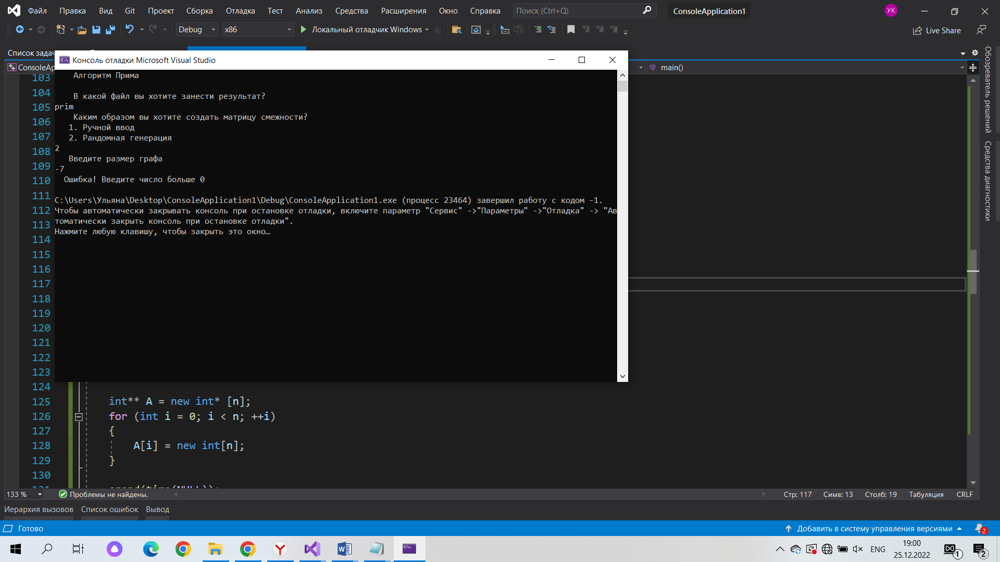 Файл Правка Вид Git Проект Сборка Отладка Тест Анализ Средства Расширения Окно Справка Поиск (Ctrl+Q) ConsoleApplication1 УК
Debug x86 Локальный отладчик Windows Live Share
Список задач
Консоль отладки Microsoft Visual Studio
ConsoleAp main()
Алгоритм Прима
В какой файл вы хотите занести результат?
prim
Каким образом вы хотите создать матрицу смежности?
1. Ручной ввод
2. Рандомная генерация
2
Введите размер графа
-7
Ошибка! Введите число больше 0
C:\Users\Ульяна\Desktop\ConsoleApplication1\Debug\ConsoleApplication1.exe (процесс 23464) завершил работу с кодом -1.
Чтобы автоматически закрывать консоль при остановке отладки, включите параметр "Сервис" ->"Параметры" ->"Отладка" -> "Ав
томатически закрыть консоль при остановке отладки".
Нажмите любую клавишу, чтобы закрыть это окно…
103
104
105
106
107
108
109
110
111
112
113
114
115
116
117
118
119
120
121
122
123
124
125 int** A = new int* [n];
126 for (int i = 0; i < n; ++i)
127 {
128 A[i] = new int[n];
129 }
130
Обозреватель решений
Средства диагностики
133 % Проблемы не найдены. Стр: 117 Симв: 13 Столб: 19 Табуляция CRLF
Иерархия вызовов Список ошибок Вывод
Готово Добавить в систему управления версиями 2
ENG 19:00 1 2
25.12.2022